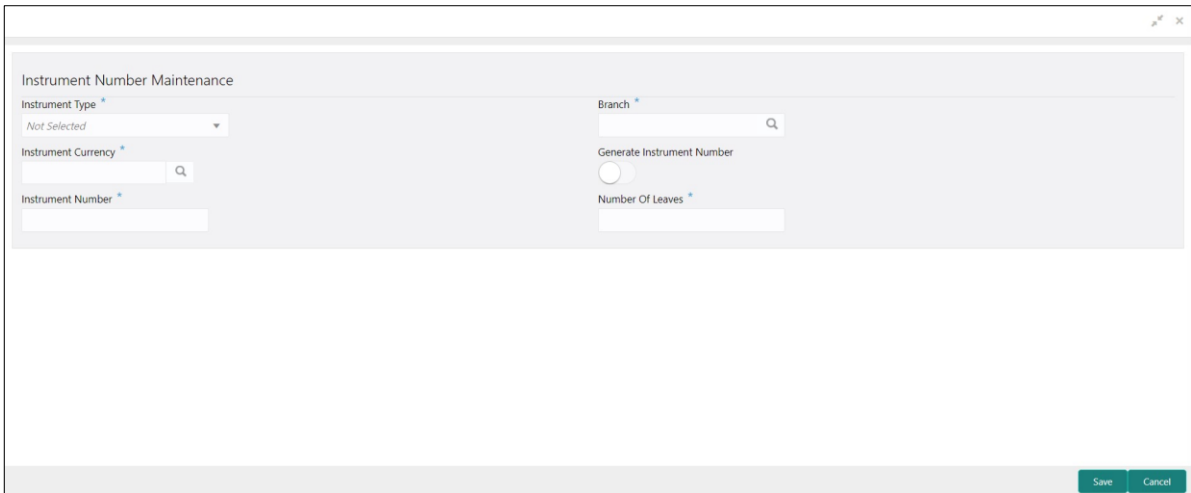 Instrument Number Maintenance
Instrument Type *
Branch *
Not Selected
Instrument Currency *
Generate Instrument Number
Instrument Number *
Number Of Leaves *
Save
Cancel